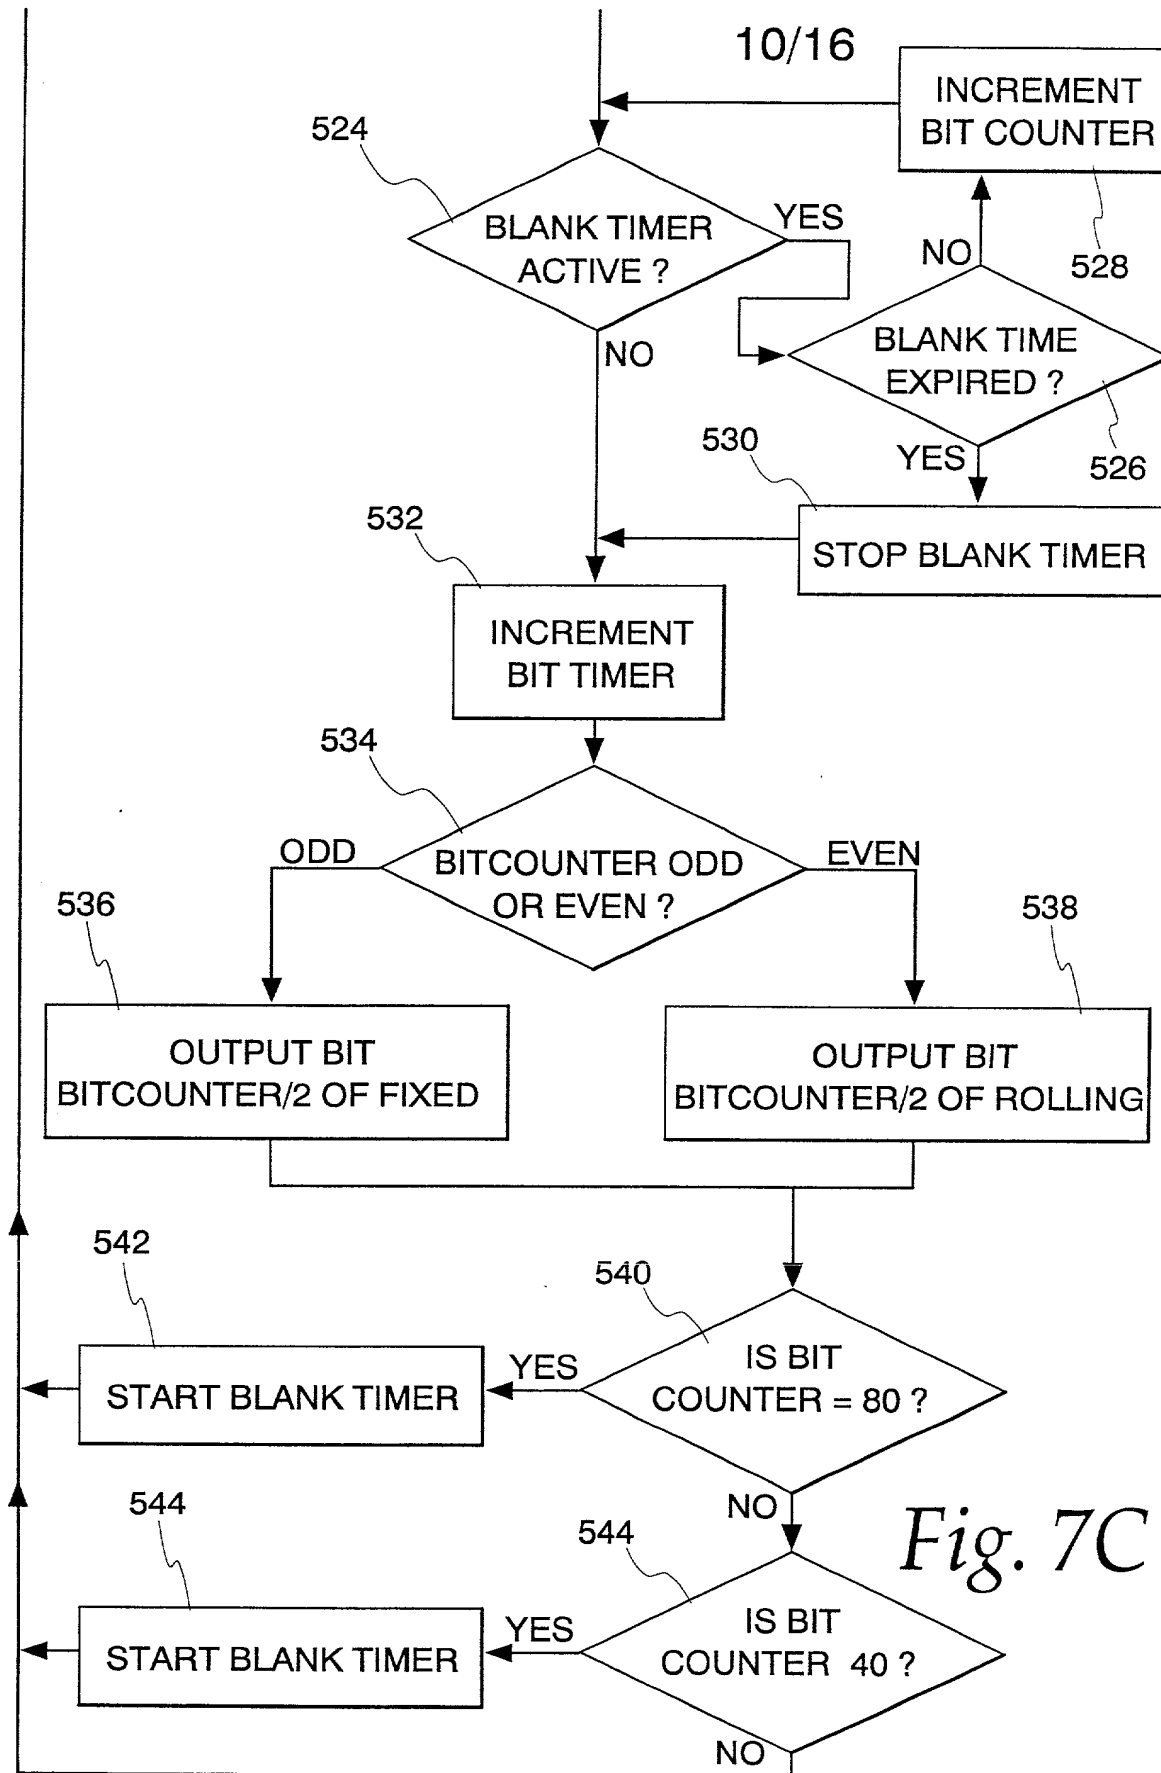 10/16
INCREMENT
BIT COUNTER
524
BLANK TIMER
ACTIVE ?
YES
NO
528
NO
BLANK TIME
EXPIRED ?
526
YES
530
STOP BLANK TIMER
532
INCREMENT
BIT TIMER
534
BITCOUNTER ODD
OR EVEN ?
ODD
EVEN
536
538
OUTPUT BIT
BITCOUNTER/2 OF FIXED
OUTPUT BIT
BITCOUNTER/2 OF ROLLING
542
540
START BLANK TIMER
YES
IS BIT
COUNTER = 80 ?
NO
544
544
START BLANK TIMER
YES
IS BIT
COUNTER 40 ?
NO
Fig. 7C